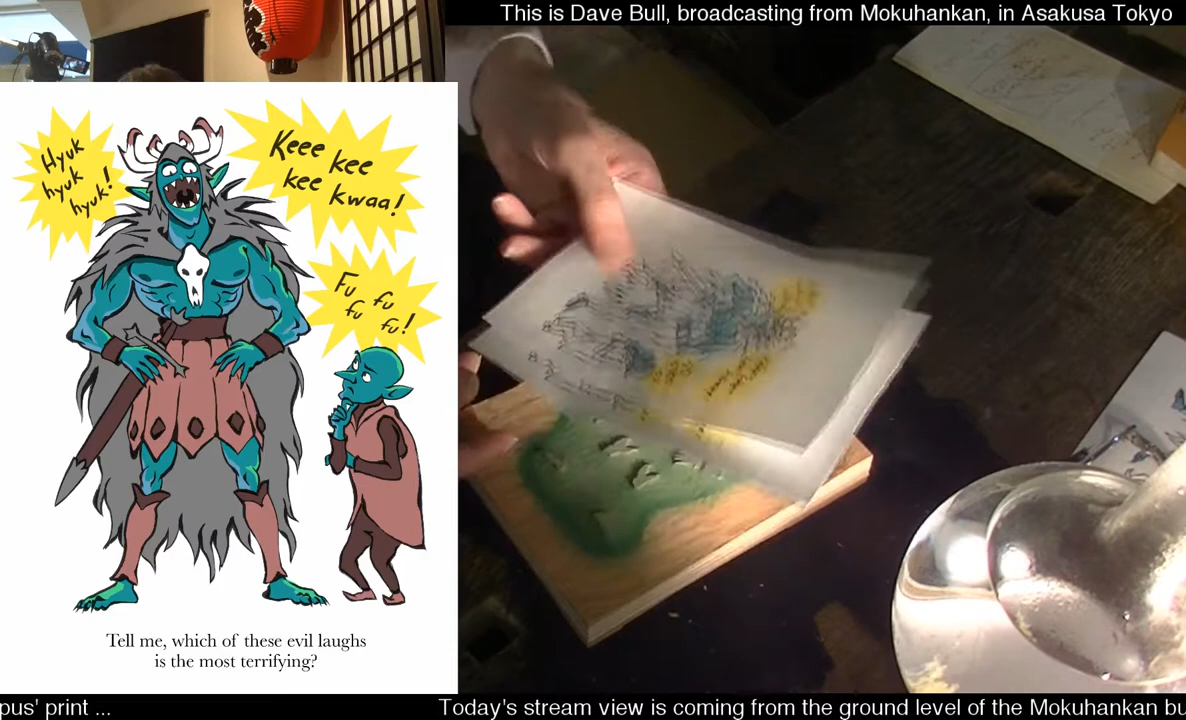 This is Dave Bull, broadcasting from Mokuhankan, in Asakusa Tokyo
Hyuk
hyuk
hyuk!
Keee kee
kee kwaa!
Fu fu
fu fu!
Tell me, which of these evil laughs
is the most terrifying?
pus' print ...
Today's stream view is coming from the ground level of the Mokuhankan bu